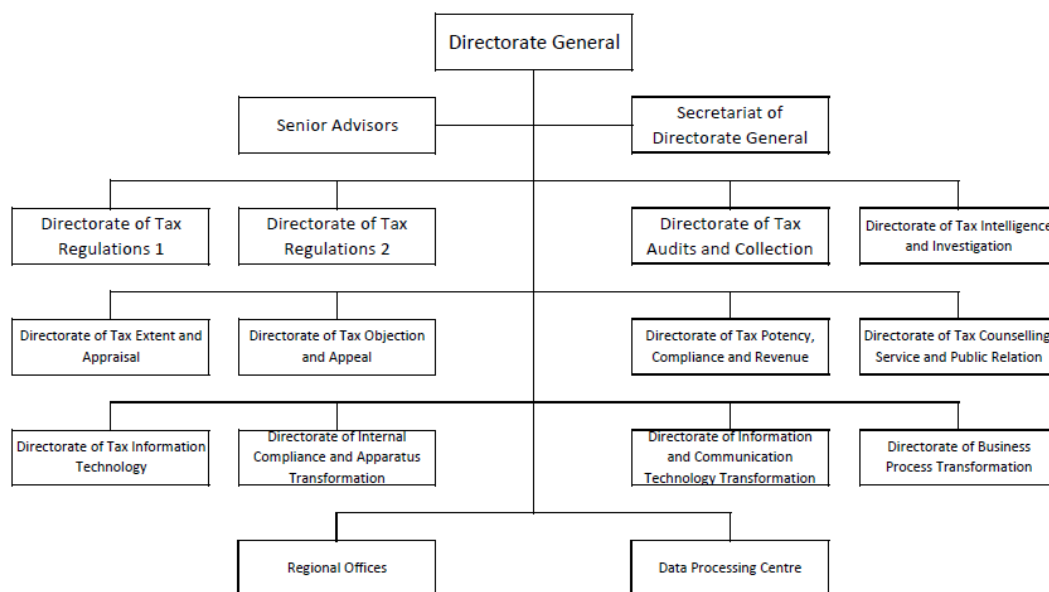 Directorate General
Senior Advisors
Secretariat of
Directorate General
Directorate of Tax
Regulations 1
Directorate of Tax
Regulations 2
Directorate of Tax
Audits and Collection
Directorate of Tax Intelligence
and Investigation
Directorate of Tax Extent and
Appraisal
Directorate of Tax Objection
and Appeal
Directorate of Tax Potency,
Compliance and Revenue
Directorate of Tax Counselling
Service and Public Relation
Directorate of Tax Information
Technology
Directorate of Internal
Compliance and Apparatus
Transformation
Directorate of Information
and Communication
Technology Transformation
Directorate of Business
Process Transformation
Regional Offices
Data Processing Centre